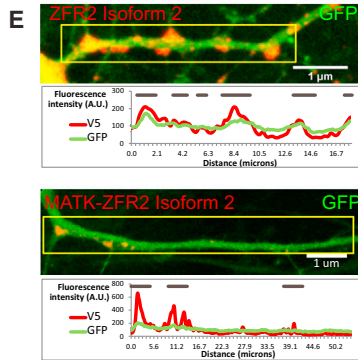 E
ZFR2 Isoform 2 GFP
1 μm
Fluorescence intensity (A.U.)
300
200
100
0
V5
GFP
0.0 2.1 4.2 6.3 8.4 10.5 12.6 14.7 16.8
Distance (microns)
MATK-ZFR2 Isoform 2 GFP
1 um
Fluorescence intensity (A.U.)
800
600
400
200
0
V5
GFP
0.0 5.6 11.2 16.7 22.3 27.9 33.5 39.1 44.6 50.2
Distance (microns)